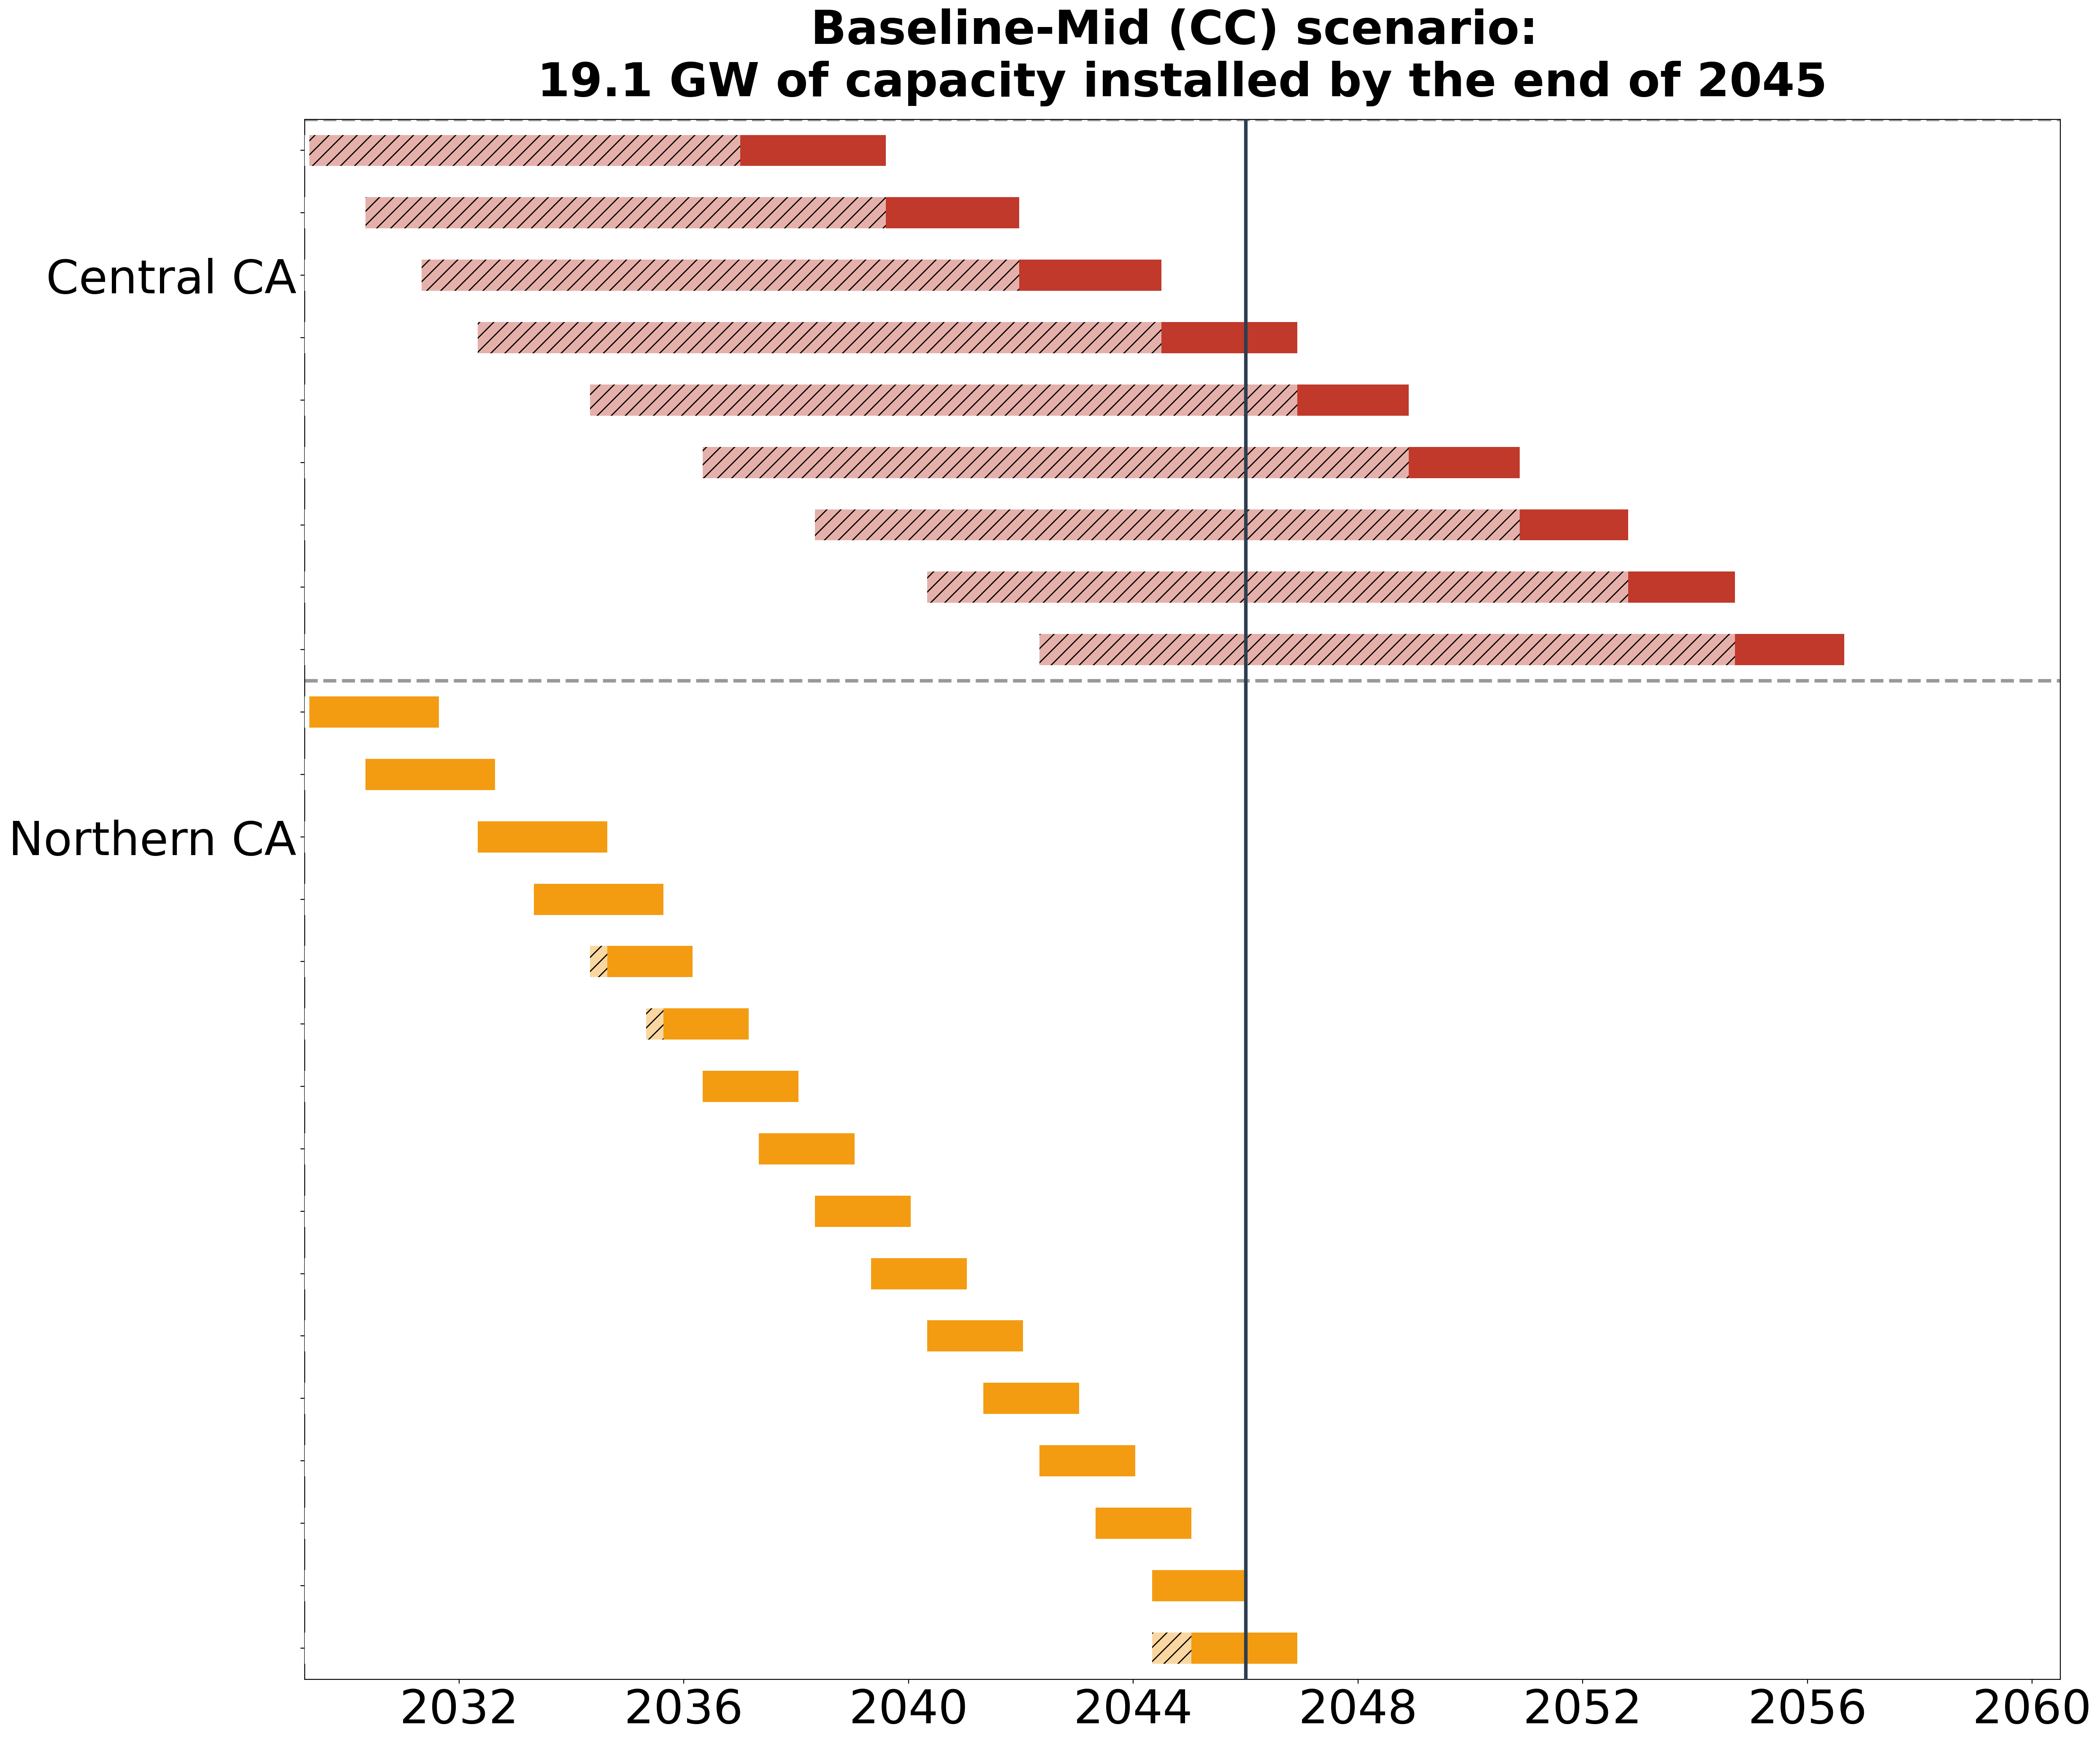 Baseline-Mid (CC) scenario:
19.1 GW of capacity installed by the end of 2045
Central CA
Northern CA
2032 2036 2040 2044 2048 2052 2056 2060